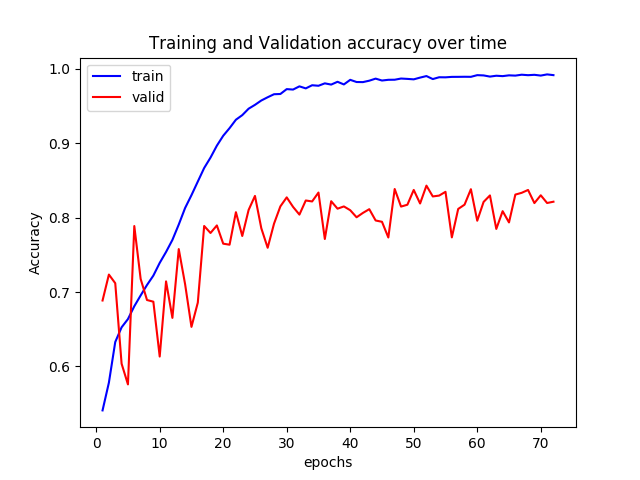 Training and Validation accuracy over time
train
valid
1.0
0.9
0.8
0.7
0.6
Accuracy
0 10 20 30 40 50 60 70
epochs